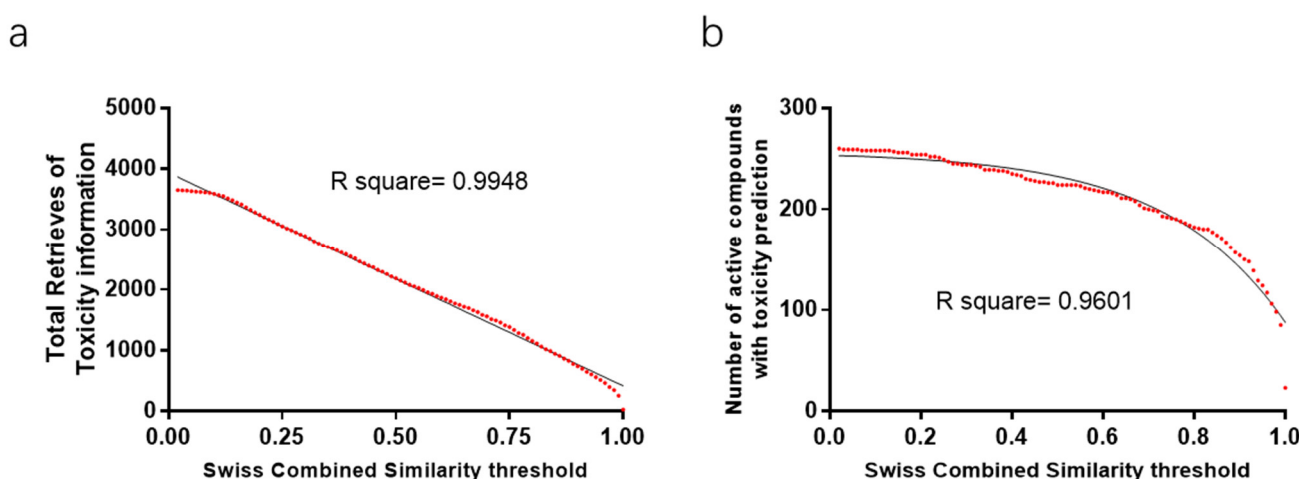 a
Total Retrieves of
Toxicity information
5000
4000
3000
2000
1000
0
R square= 0.9948
0.00
0.25
0.50
0.75
1.00
Swiss Combined Similarity threshold
b
Number of active compounds
with toxicity prediction
300
200
100
0
R square= 0.9601
0.0
0.2
0.4
0.6
0.8
1.0
Swiss Combined Similarity threshold